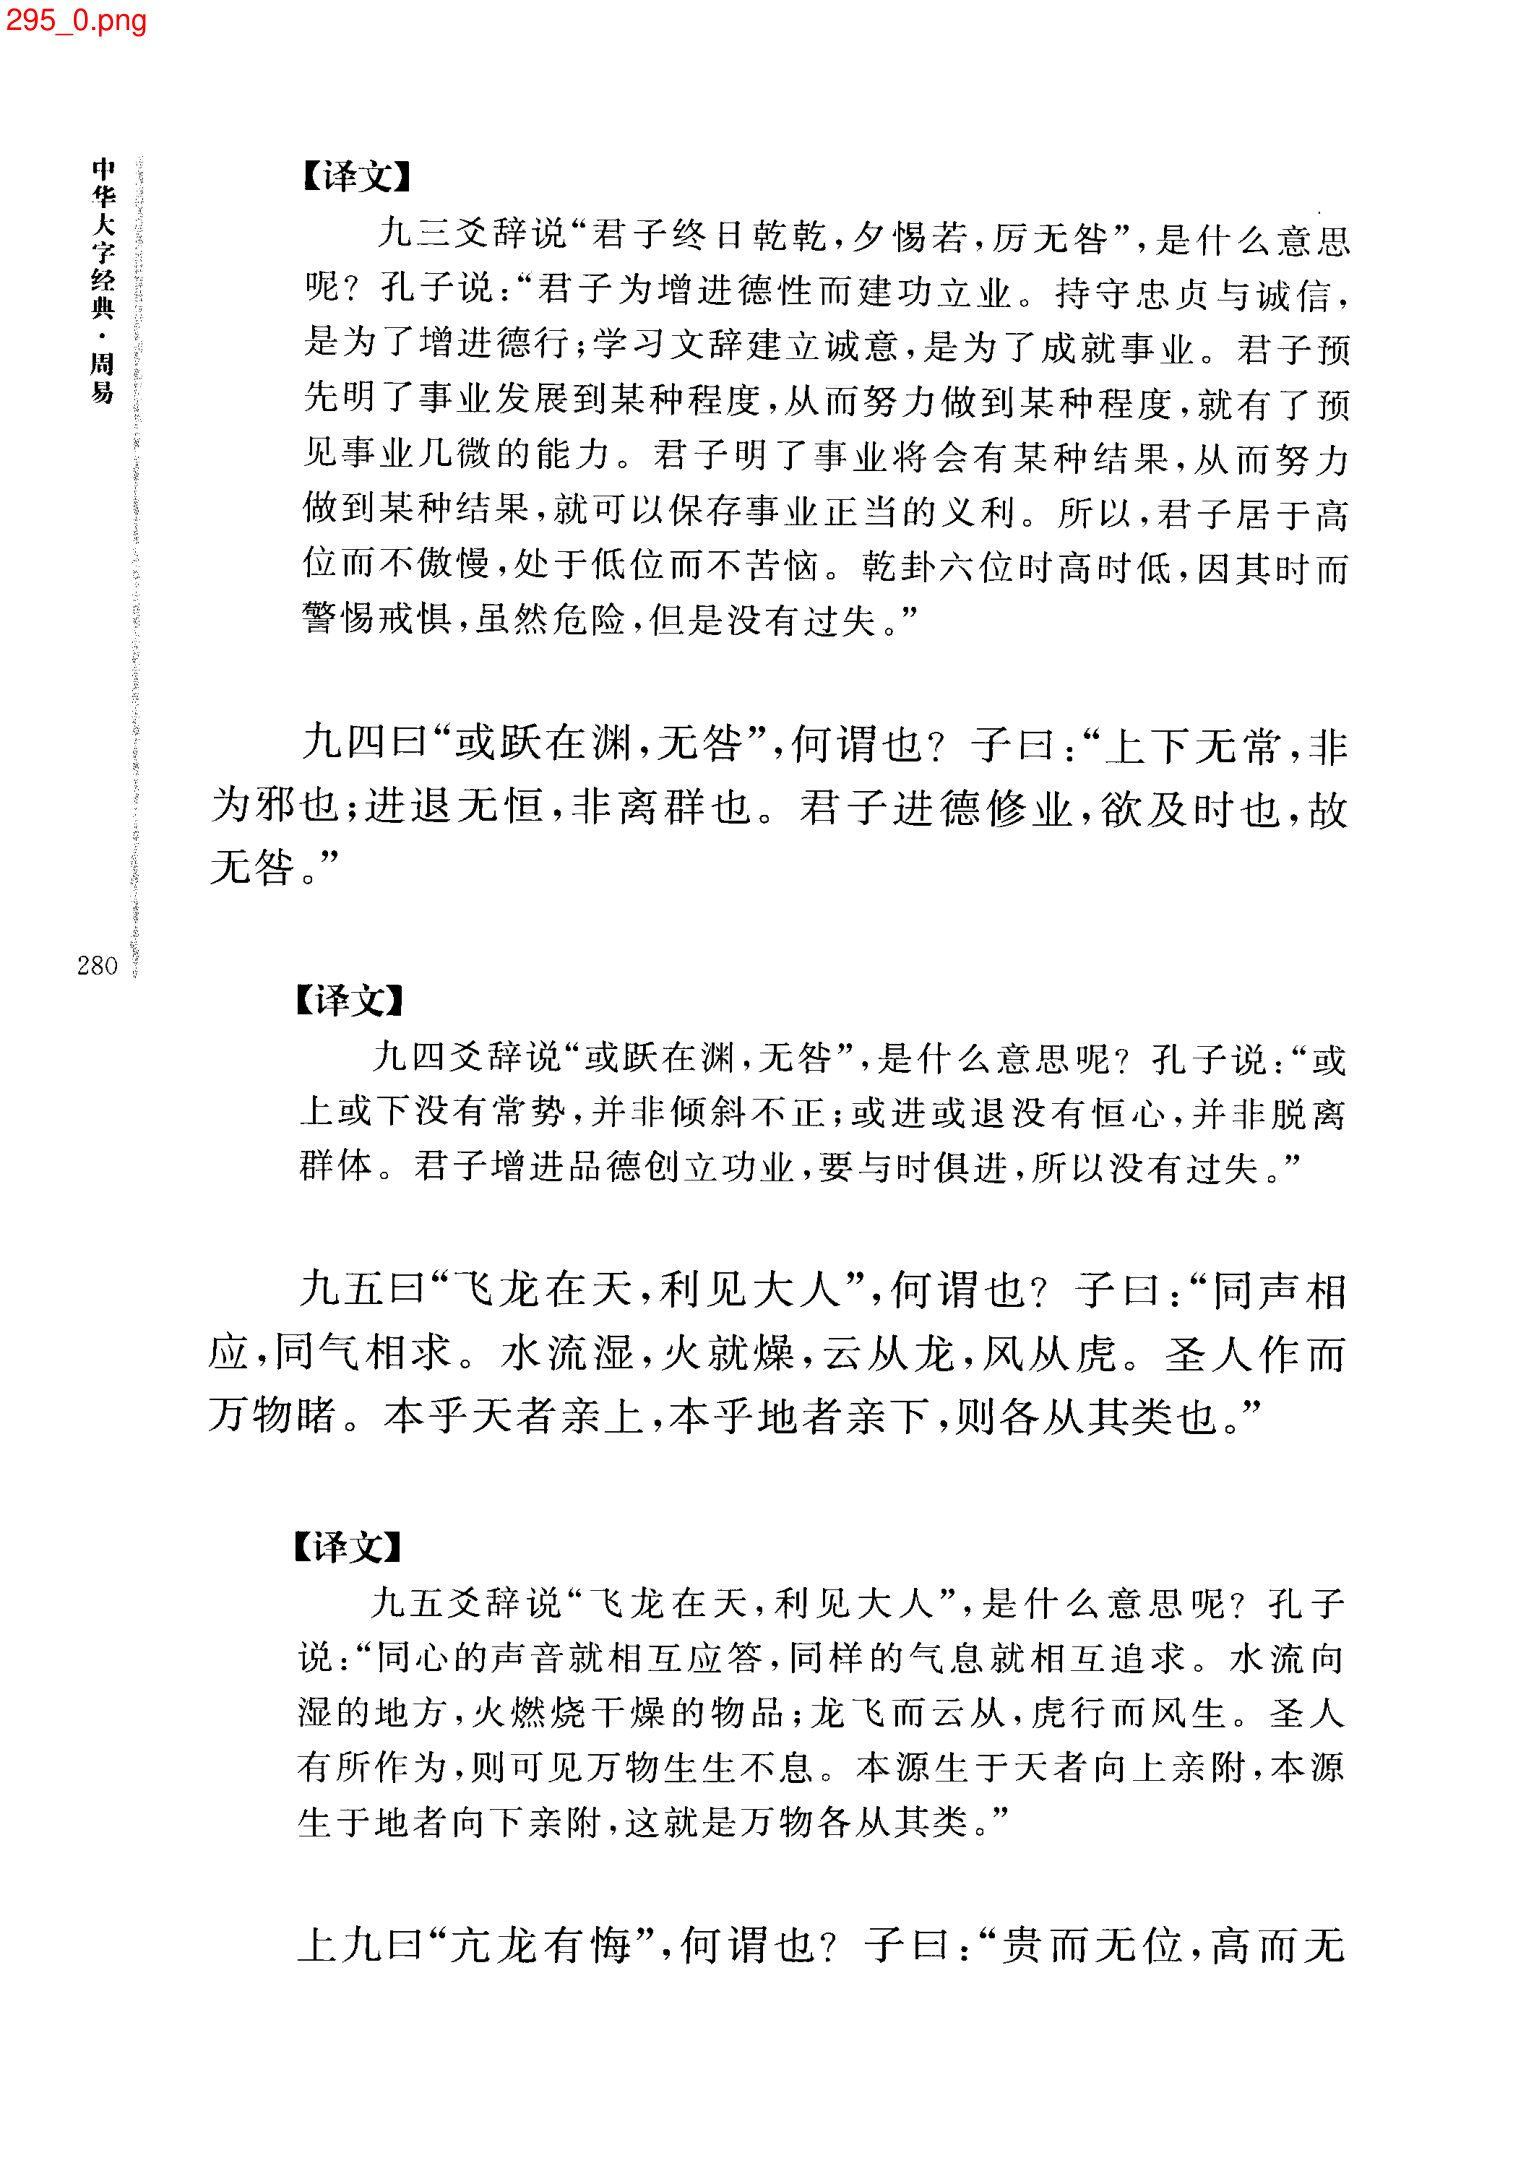 295_0.png
中华大字经典·周易
280
【译文】
九三爻辞说“君子终日乾乾,夕惕若,厉无咎”,是什么意思
呢？孔子说:“君子为增进德性而建功立业。持守忠贞与诚信,
是为了增进德行;学习文辞建立诚意,是为了成就事业。君子预
先明了事业发展到某种程度,从而努力做到某种程度,就有了预
见事业几微的能力。君子明了事业将会有某种结果,从而努力
做到某种结果,就可以保存事业正当的义利。所以,君子居于高
位而不傲慢,处于低位而不苦恼。乾卦六位时高时低,因其时而
警惕戒惧,虽然危险,但是没有过失。”
九四曰“或跃在渊,无咎”,何谓也？子曰:“上下无常,非
为邪也;进退无恒,非离群也。君子进德修业,欲及时也,故
无咎。”
【译文】
九四爻辞说“或跃在渊,无咎”,是什么意思呢？孔子说:“或
上或下没有常势,并非倾斜不正;或进或退没有恒心,并非脱离
群体。君子增进品德创立功业,要与时俱进,所以没有过失。”
九五曰“飞龙在天,利见大人”,何谓也？子曰:“同声相
应,同气相求。水流湿,火就燥,云从龙,风从虎。圣人作而
万物睹。本乎天者亲上,本乎地者亲下,则各从其类也。”
【译文】
九五爻辞说“飞龙在天,利见大人”,是什么意思呢？孔子
说:“同心的声音就相互应答,同样的气息就相互追求。水流向
湿的地方,火燃烧干燥的物品;龙飞而云从,虎行而风生。圣人
有所作为,则可见万物生生不息。本源生于天者向上亲附,本源
生于地者向下亲附,这就是万物各从其类。”
上九曰“亢龙有悔”,何谓也？子曰:“贵而无位,高而无